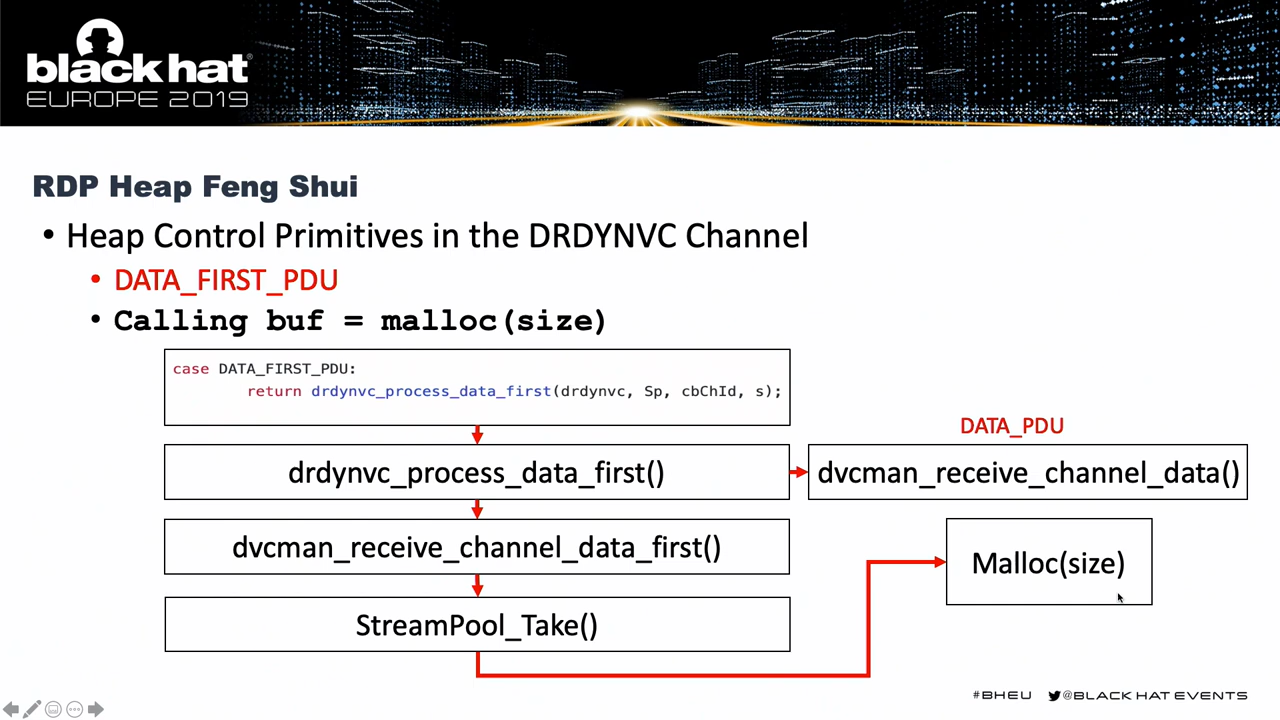 black hat®
EUROPE 2019
RDP Heap Feng Shui
• Heap Control Primitives in the DRDYNVC Channel
• DATA_FIRST_PDU
• Calling buf = malloc(size)
case DATA_FIRST_PDU:
return drdynvc_process_data_first(drdynvc, Sp, cbChId, s);
DATA_PDU
drdynvc_process_data_first()
dvcman_receive_channel_data()
dvcman_receive_channel_data_first()
Malloc(size)
StreamPool_Take()
#BHEU @BLACK HAT EVENTS